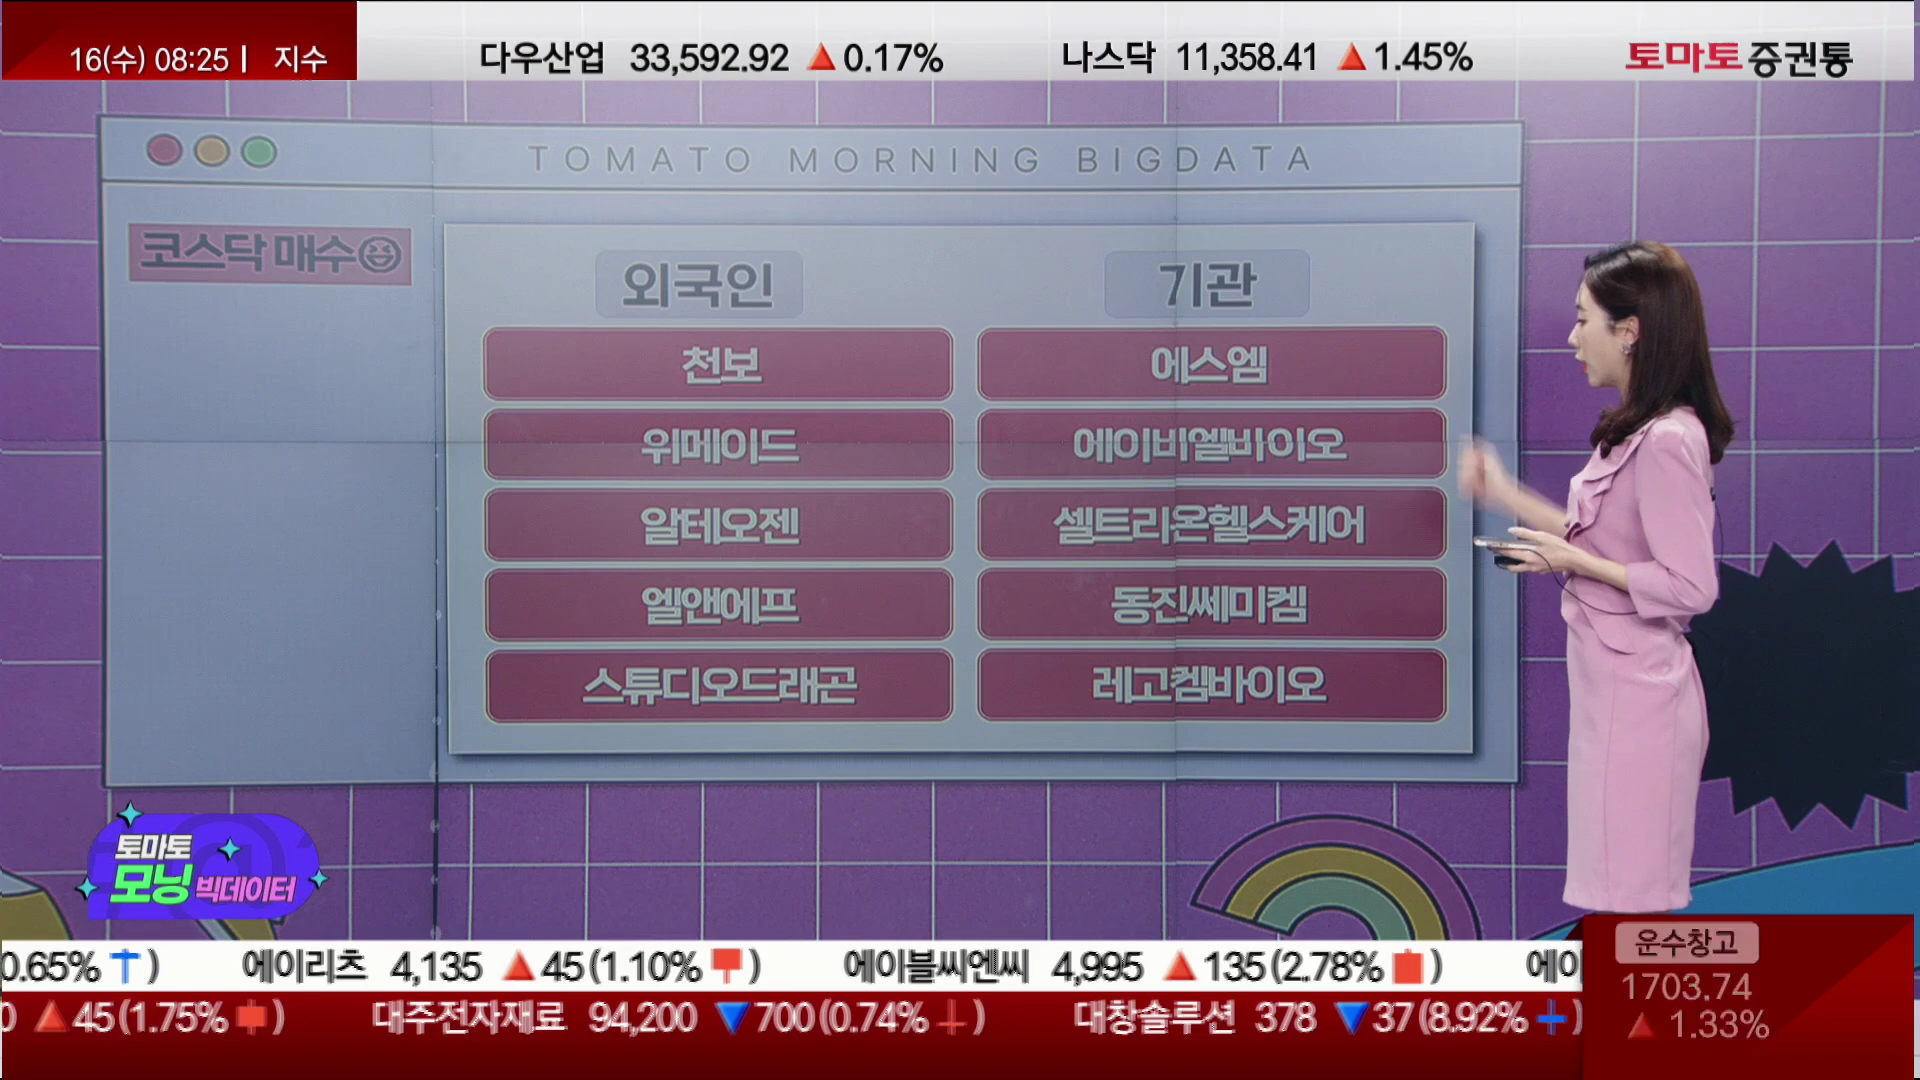 16(수) 08:25 | 지수
다우산업 33,592.92 ▲0.17% 나스닥 11,358.41 ▲1.45%
토마토증권통
TOMATO MORNING BIGDATA
코스닥 매수
외국인 기관
천보 에스엠
위메이드 에이비엘바이오
알테오젠 셀트리온헬스케어
엘앤에프 동진쎄미켐
스튜디오드래곤 레고켐바이오
토마토
모닝 빅데이터
0.65% ) 에이리츠 4,135 ▲45(1.10% ) 에이블씨엔씨 4,995 ▲135(2.78% ) 에이
0 ▲45(1.75% ) 대주전자재료 94,200 ▼700(0.74% ) 대창솔루션 378 ▼37(8.92% )
운수창고
1703.74
▲ 1.33%